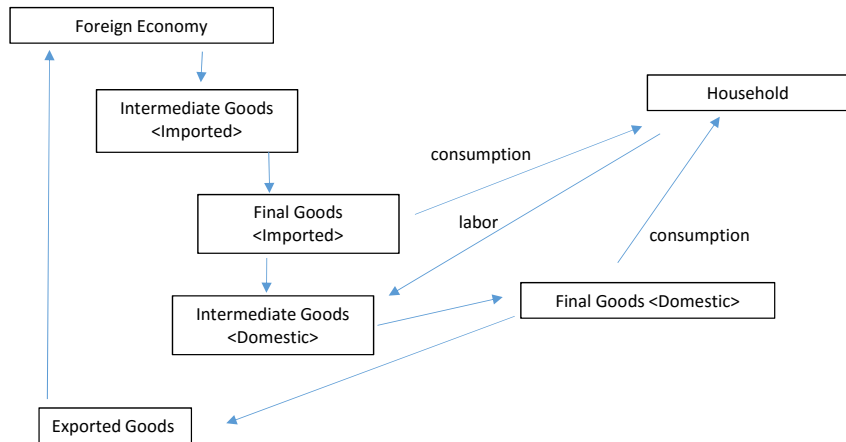 Foreign Economy
Intermediate Goods
<Imported>
Household
consumption
Final Goods
<Imported>
labor
consumption
Intermediate Goods
<Domestic>
Final Goods <Domestic>
Exported Goods